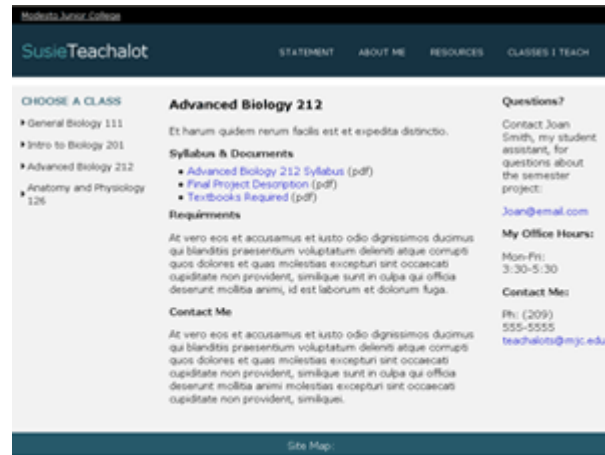 Modesto Junior College
SusieTeachalot
STATEMENT ABOUT ME RESOURCES CLASSES I TEACH
CHOOSE A CLASS
General Biology 111
Intro to Biology 201
Advanced Biology 212
Anatomy and Physiology
126
Advanced Biology 212
Et harum quidem rerum facilis est et expedita distinctio.
Syllabus & Documents
Advanced Biology 212 Syllabus (pdf)
Final Project Description (pdf)
Textbooks Required (pdf)
Requirments
At vero eos et accusamus et iusto odio dignissimos ducimus
qui blanditiis praesentium voluptatum deleniti atque corrupti
quos dolores et quas molestias excepturi sint occaecati
cupiditate non provident, similique sunt in culpa qui officia
deserunt mollitia animi, id est laborum et dolorum fuga.
Contact Me
At vero eos et accusamus et iusto odio dignissimos ducimus
qui blanditiis praesentium voluptatum deleniti atque corrupti
quos dolores et quas molestias excepturi sint occaecati
cupiditate non provident, similique sunt in culpa qui officia
deserunt mollitia animi molestias excepturi sint occaecati
cupiditate non provident, similiquei.
Questions?
Contact Joan
Smith, my student
assistant, for
questions about
the semester
project:
Joan@email.com
My Office Hours:
Mon-Fri:
3:30-5:30
Contact Me:
Ph: (209)
555-5555
teachalots@mjc.edu
Site Map: